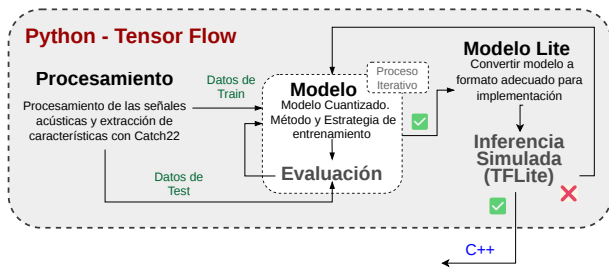 Python - Tensor Flow
Procesamiento
Procesamiento de las señales
acústicas y extracción de
características con Catch22
Datos de
Train
Datos de
Test
Proceso
Iterativo
Modelo
Modelo Cuantizado.
Método y Estrategia de
entrenamiento
Evaluación
Modelo Lite
Convertir modelo a
formato adecuado para
implementación
Inferencia
Simulada
(TFLite)
C++